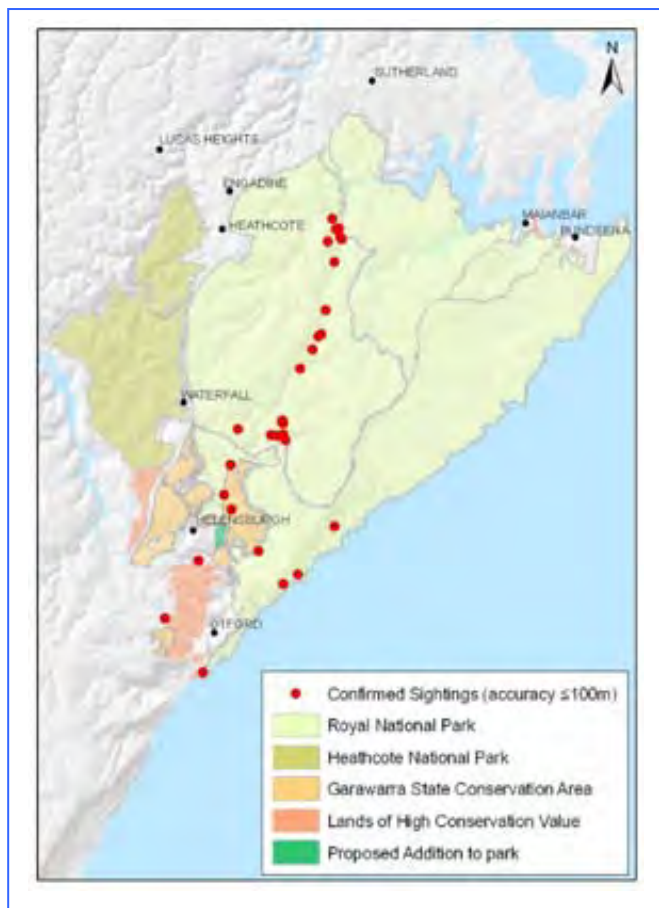 N
SUTHERLAND
LUCAS HEIGHTS
ENGADINE
HEATHCOTE
MAIANBAR
BUNDEENA
WATERFALL
HELENSBURGH
OTFORD
Confirmed Sightings (accuracy ≤100m)
Royal National Park
Heathcote National Park
Garawarra State Conservation Area
Lands of High Conservation Value
Proposed Addition to park